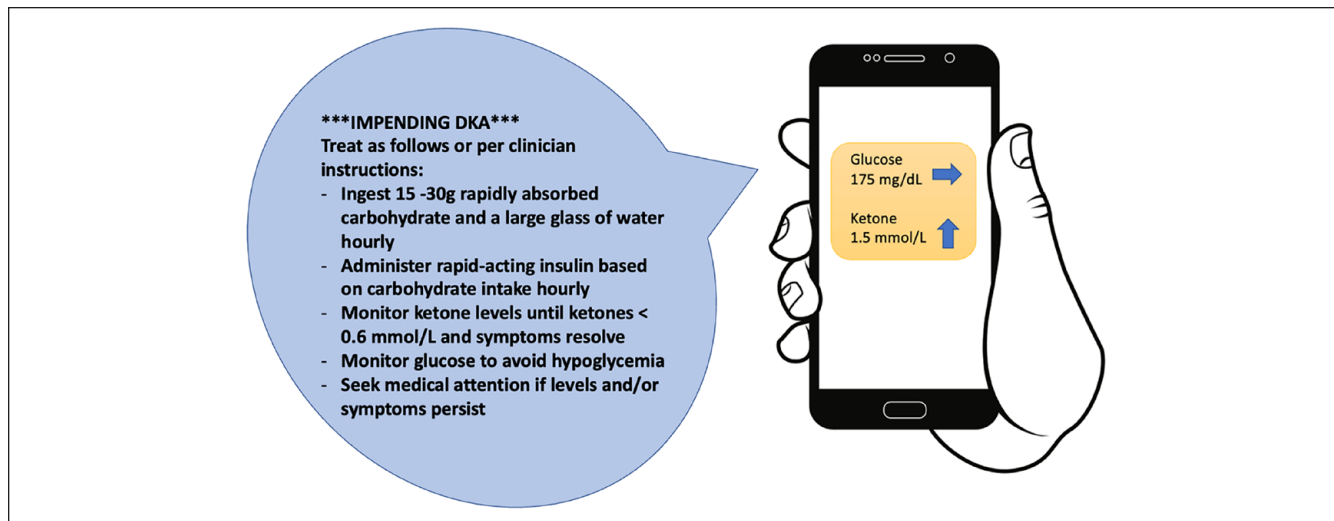 ***IMPENDING DKA***
Treat as follows or per clinician
instructions:
- Ingest 15 -30g rapidly absorbed
carbohydrate and a large glass of water
hourly
- Administer rapid-acting insulin based
on carbohydrate intake hourly
- Monitor ketone levels until ketones <
0.6 mmol/L and symptoms resolve
- Monitor glucose to avoid hypoglycemia
- Seek medical attention if levels and/or
symptoms persist
Glucose
175 mg/dL
Ketone
1.5 mmol/L